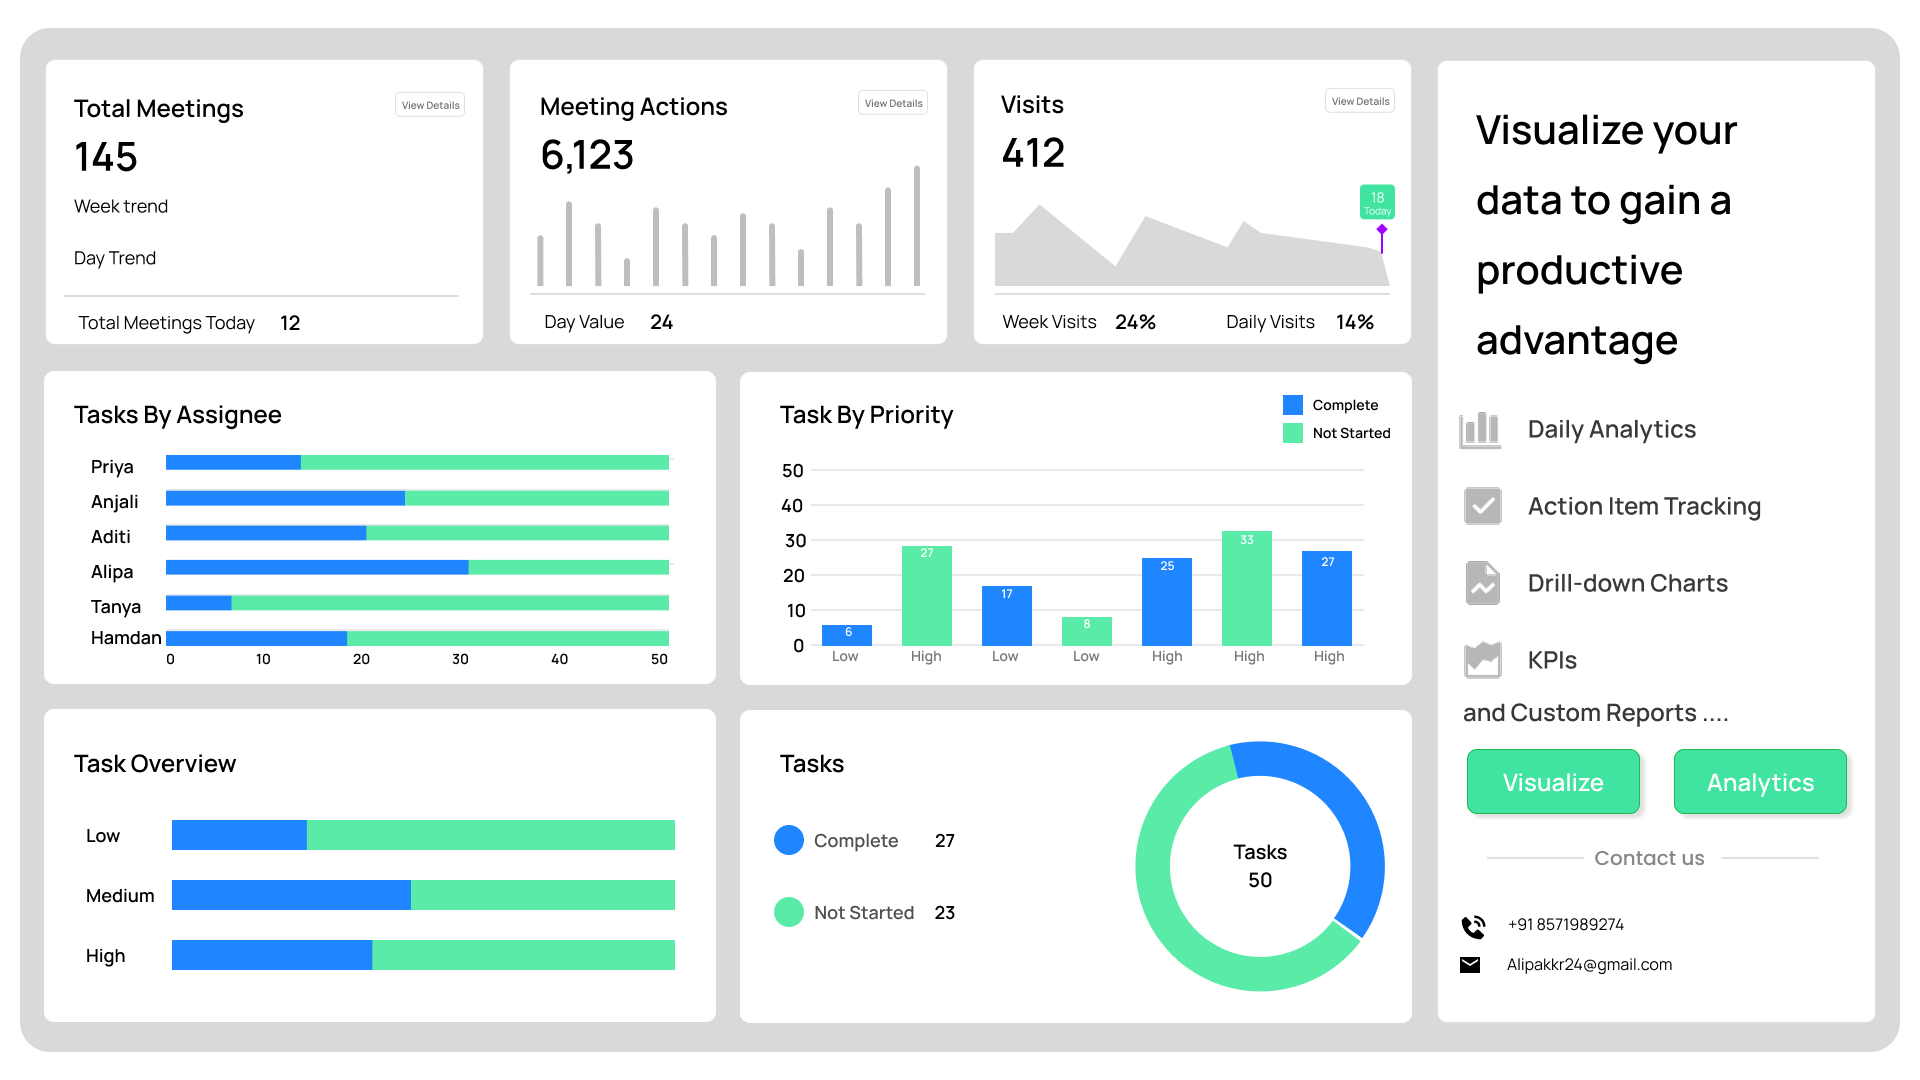 Total Meetings
View Details
145
Week trend
Day Trend
Total Meetings Today 12
Meeting Actions
View Details
6,123
Day Value 24
Visits
View Details
412
18
Today
Week Visits 24% Daily Visits 14%
Visualize your
data to gain a
productive
advantage
Daily Analytics
Action Item Tracking
Drill-down Charts
KPIs
and Custom Reports ....
Visualize Analytics
Contact us
+91 8571989274
Alipakkr24@gmail.com
Tasks By Assignee
Priya
Anjali
Aditi
Alipa
Tanya
Hamdan
0 10 20 30 40 50
Task By Priority
Complete
Not Started
50
40
30
20
10
0
6 27 17 8 25 33 27
Low High Low Low High High High
Task Overview
Low
Medium
High
Tasks
Complete 27
Not Started 23
Tasks
50